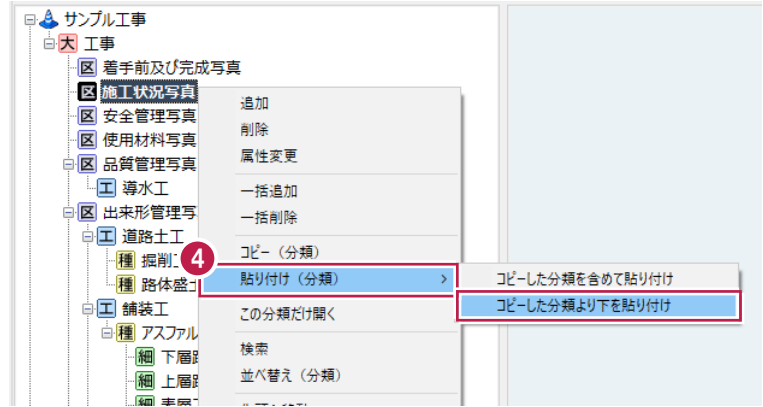 サンプル工事
大 工事
区 着手前及び完成写真
区 施工状況写真
区 安全管理写真
区 使用材料写真
区 品質管理写真
工 導水工
区 出来形管理写
工 道路土工
種 掘削
種 路体盛
工 舗装工
種 アスファル
細 下層
細 上層
細
追加
削除
属性変更
一括追加
一括削除
コピー（分類）
4
貼り付け（分類）
この分類だけ開く
検索
並べ替え（分類）
コピーした分類を含めて貼り付け
コピーした分類より下を貼り付け